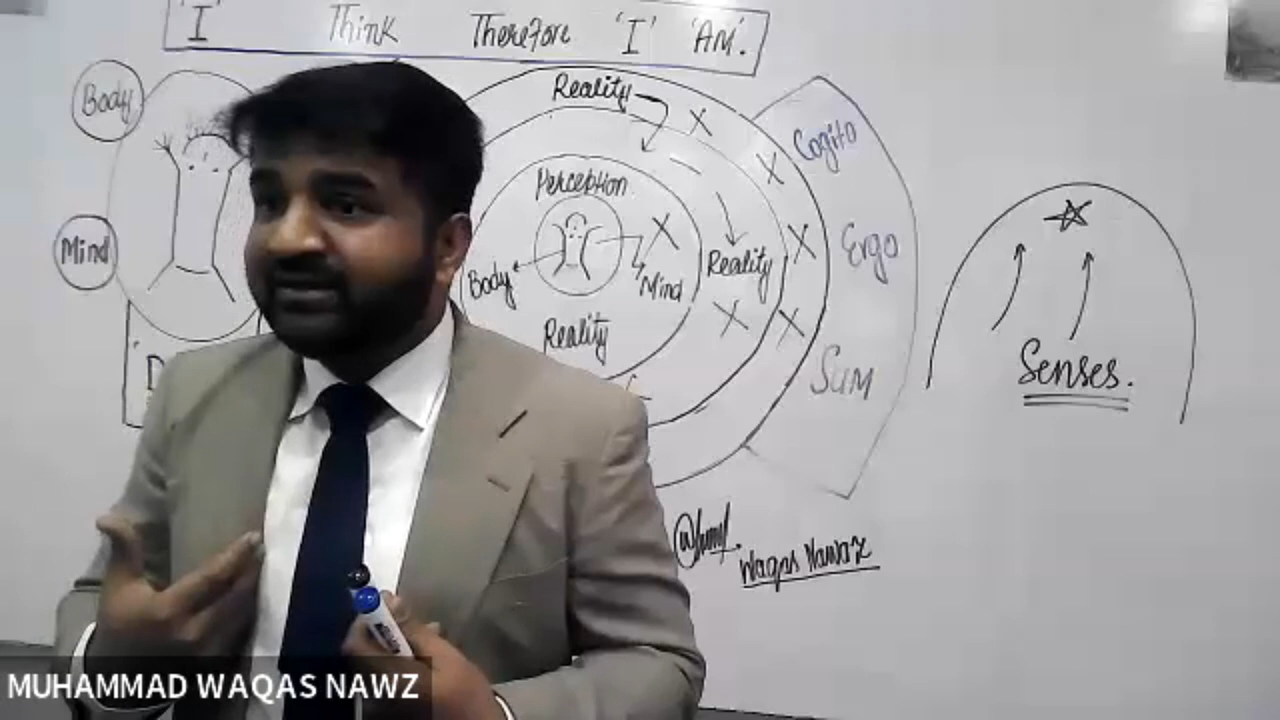 'I' Think Therefore 'I' 'AM'.
Body
Mind
Reality
Perception
Body
Mind
Reality
Reality
Cogito
Ergo
Sum
Senses.
Waqas Nawaz
MUHAMMAD WAQAS NAWZ